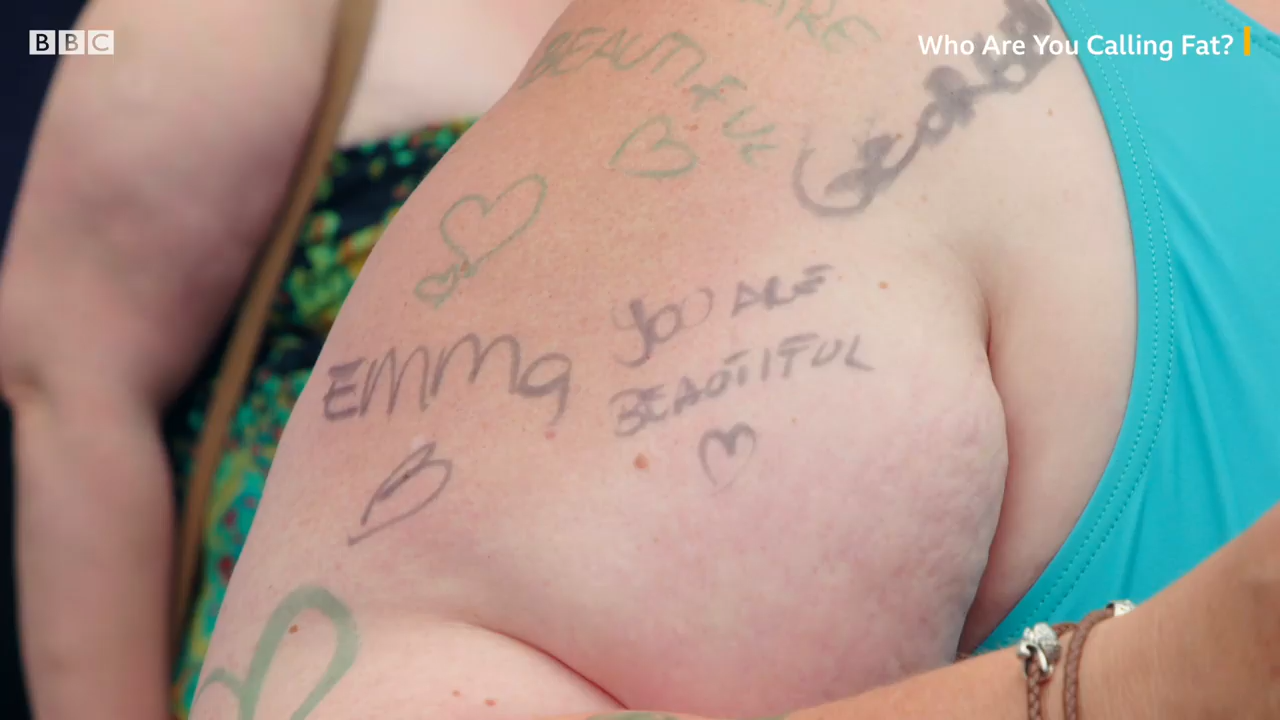 BBC
Who Are You Calling Fat?
BEAUTIFUL
EMMA
YOU ARE
BEAUTIFUL